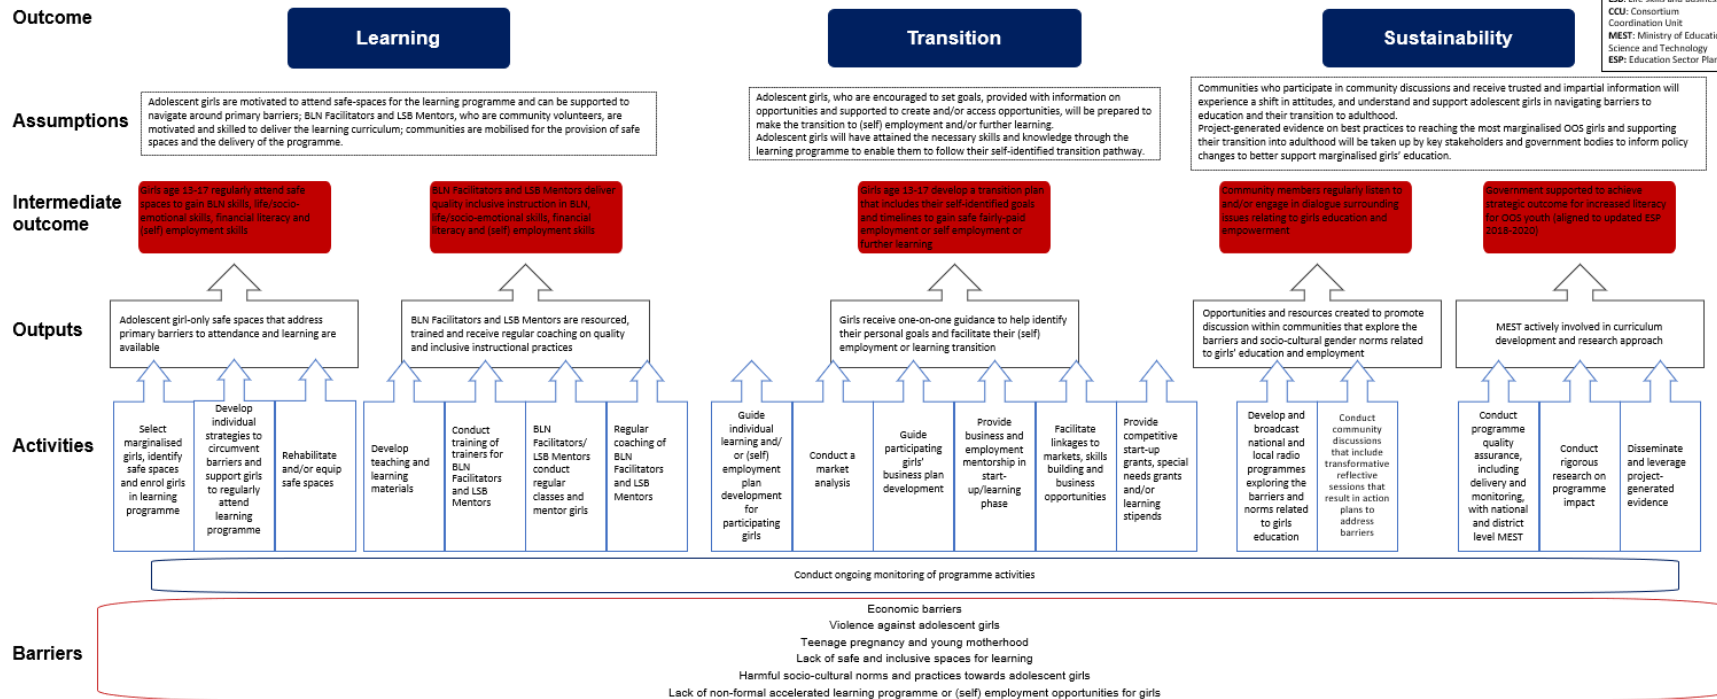 Outcome
Learning
Transition
Sustainability
CCU: Consortium
Coordination Unit
MEST: Ministry of Education
Science and Technology
ESP: Education Sector Plan
Assumptions
Adolescent girls are motivated to attend safe-spaces for the learning programme and can be supported to
navigate around primary barriers; BLN Facilitators and LSB Mentors, who are community volunteers, are
motivated and skilled to deliver the learning curriculum; communities are mobilised for the provision of safe
spaces and the delivery of the programme.
Adolescent girls, who are encouraged to set goals, provided with information on
opportunities and supported to create and/or access opportunities, will be prepared to
make the transition to (self) employment and/or further learning.
Adolescent girls will have attained the necessary skills and knowledge through the
learning programme to enable them to follow their self-identified transition pathway.
Communities who participate in community discussions and receive trusted and impartial information will
experience a shift in attitudes, and understand and support adolescent girls in navigating barriers to
education and their transition to adulthood.
Project-generated evidence on best practices to reaching the most marginalised OOS girls and supporting
their transition into adulthood will be taken up by key stakeholders and government bodies to inform policy
changes to better support marginalised girls' education.
Intermediate
outcome
Girls age 13-17 regularly attend safe
spaces to gain BLN skills, life/socio-
emotional skills, financial literacy and
(self) employment skills
BLN Facilitators and LSB Mentors deliver
quality inclusive instruction in BLN,
life/socio-emotional skills, financial
literacy and (self) employment skills
Girls age 13-17 develop a transition plan
that includes their self-identified goals
and timelines to gain safe fairly-paid
employment or self employment or
further learning
Community members regularly listen to
and/or engage in dialogue surrounding
issues relating to girls education and
empowerment
Government supported to achieve
strategic outcome for increased literacy
for OOS youth (aligned to updated ESP
2018-2020)
Outputs
Adolescent girl-only safe spaces that address
primary barriers to attendance and learning are
available
BLN Facilitators and LSB Mentors are resourced,
trained and receive regular coaching on quality
and inclusive instructional practices
Girls receive one-on-one guidance to help identify
their personal goals and facilitate their (self)
employment or learning transition
Opportunities and resources created to promote
discussion within communities that explore the
barriers and socio-cultural gender norms related
to girls' education and employment
MEST actively involved in curriculum
development and research approach
Activities
Select
marginalised
girls, identify
safe spaces
and enrol girls
in learning
programme
Develop
individual
strategies to
circumvent
barriers and
support girls
to regularly
attend
learning
programme
Rehabilitate
and/or equip
safe spaces
Develop
teaching and
learning
materials
Conduct
training of
trainers for
BLN
Facilitators
and LSB
Mentors
BLN
Facilitators/
LSB Mentors
conduct
regular
classes and
mentor girls
Regular
coaching of
BLN
Facilitators
and LSB
Mentors
Guide
individual
learning and/
or (self)
employment
plan
development
for
participating
girls
Conduct a
market
analysis
Guide
participating
girls'
business plan
development
Provide
business and
employment
mentorship in
start-
up/learning
phase
Facilitate
linkages to
markets, skills
building and
business
opportunities
Provide
competitive
start-up
grants, special
needs grants
and/or
learning
stipends
Develop and
broadcast
national and
local radio
programmes
exploring the
barriers and
norms related
to girls
education
Conduct
community
discussions
that include
transformative
reflective
sessions that
result in action
plans to
address
barriers
Conduct
programme
quality
assurance,
including
delivery and
monitoring,
with national
and district
level MEST
Conduct
rigorous
research on
programme
impact
Disseminate
and leverage
project-
generated
evidence
Conduct ongoing monitoring of programme activities
Barriers
Economic barriers
Violence against adolescent girls
Teenage pregnancy and young motherhood
Lack of safe and inclusive spaces for learning
Harmful socio-cultural norms and practices towards adolescent girls
Lack of non-formal accelerated learning programme or (self) employment opportunities for girls